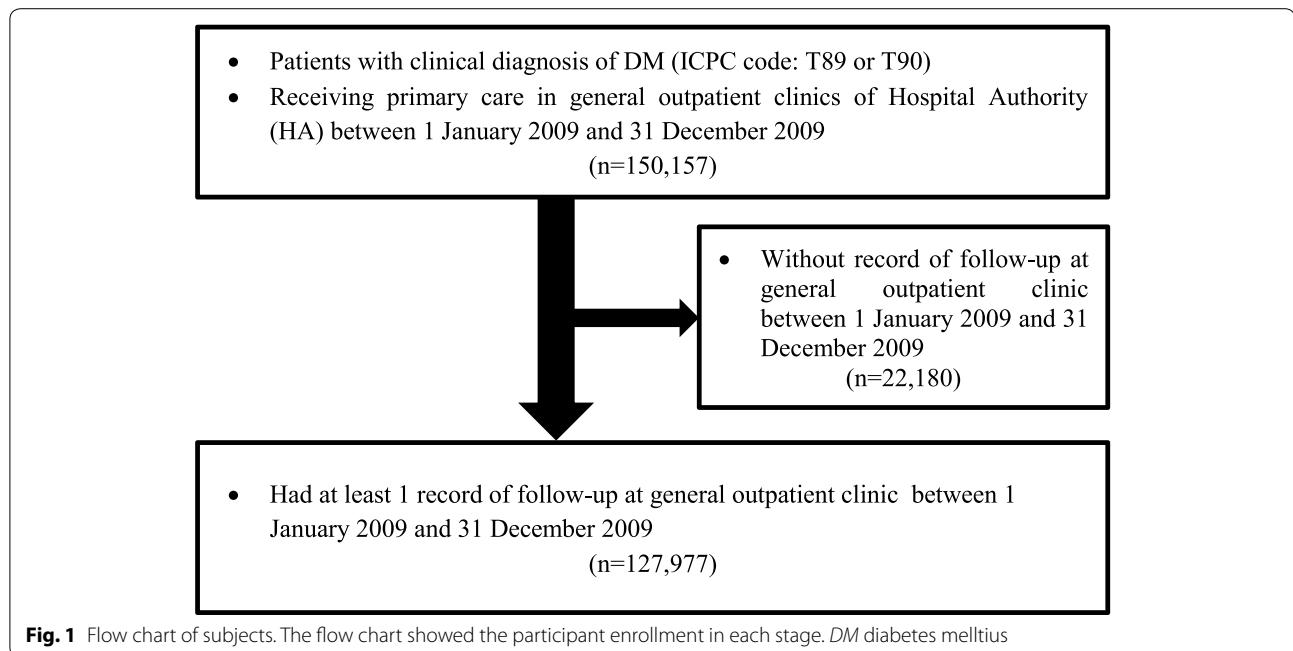 • Patients with clinical diagnosis of DM (ICPC code: T89 or T90)
• Receiving primary care in general outpatient clinics of Hospital Authority
(HA) between 1 January 2009 and 31 December 2009
(n=150,157)
• Without record of follow-up at
general outpatient clinic
between 1 January 2009 and 31
December 2009
(n=22,180)
• Had at least 1 record of follow-up at general outpatient clinic between 1
January 2009 and 31 December 2009
(n=127,977)
Fig. 1 Flow chart of subjects. The flow chart showed the participant enrollment in each stage. DM diabetes melltius